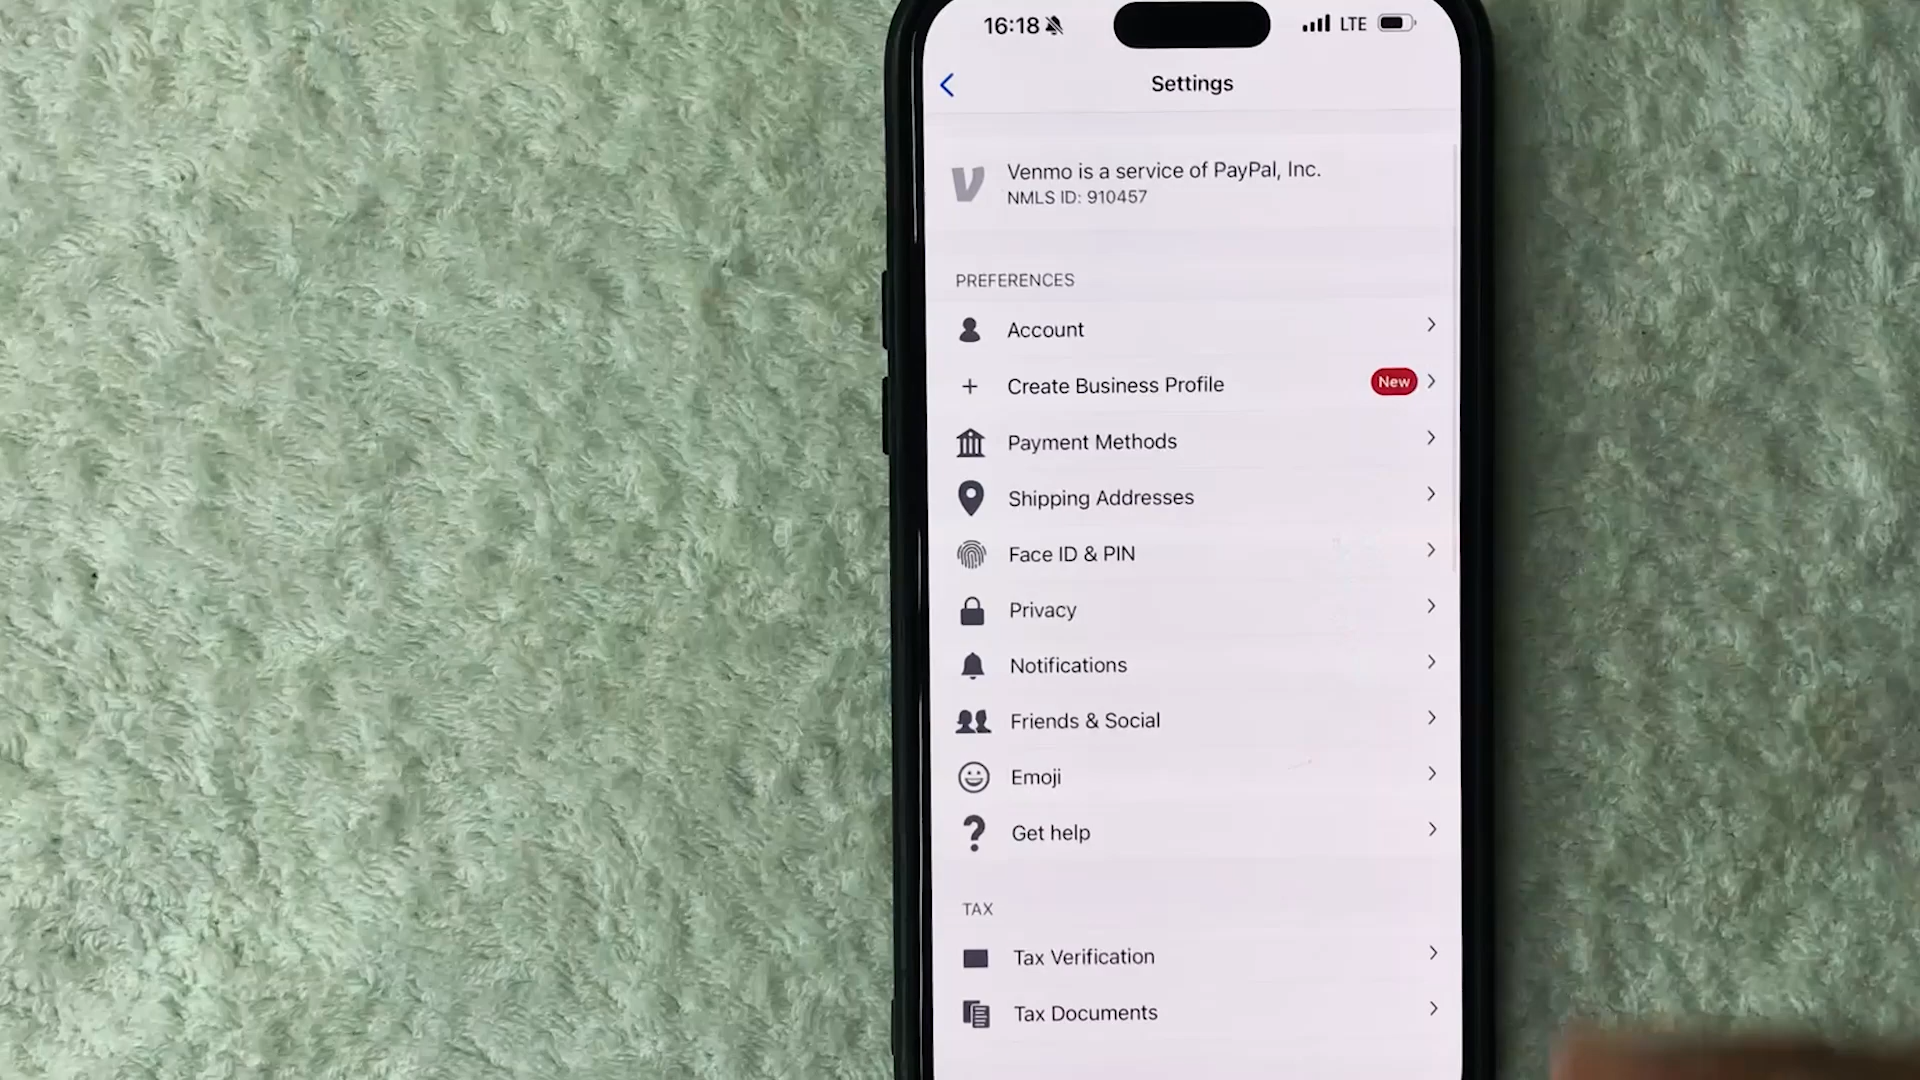 16:18 LTE
Settings
Venmo is a service of PayPal, Inc.
NMLS ID: 910457
PREFERENCES
Account
Create Business Profile New
Payment Methods
Shipping Addresses
Face ID & PIN
Privacy
Notifications
Friends & Social
Emoji
Get help
TAX
Tax Verification
Tax Documents